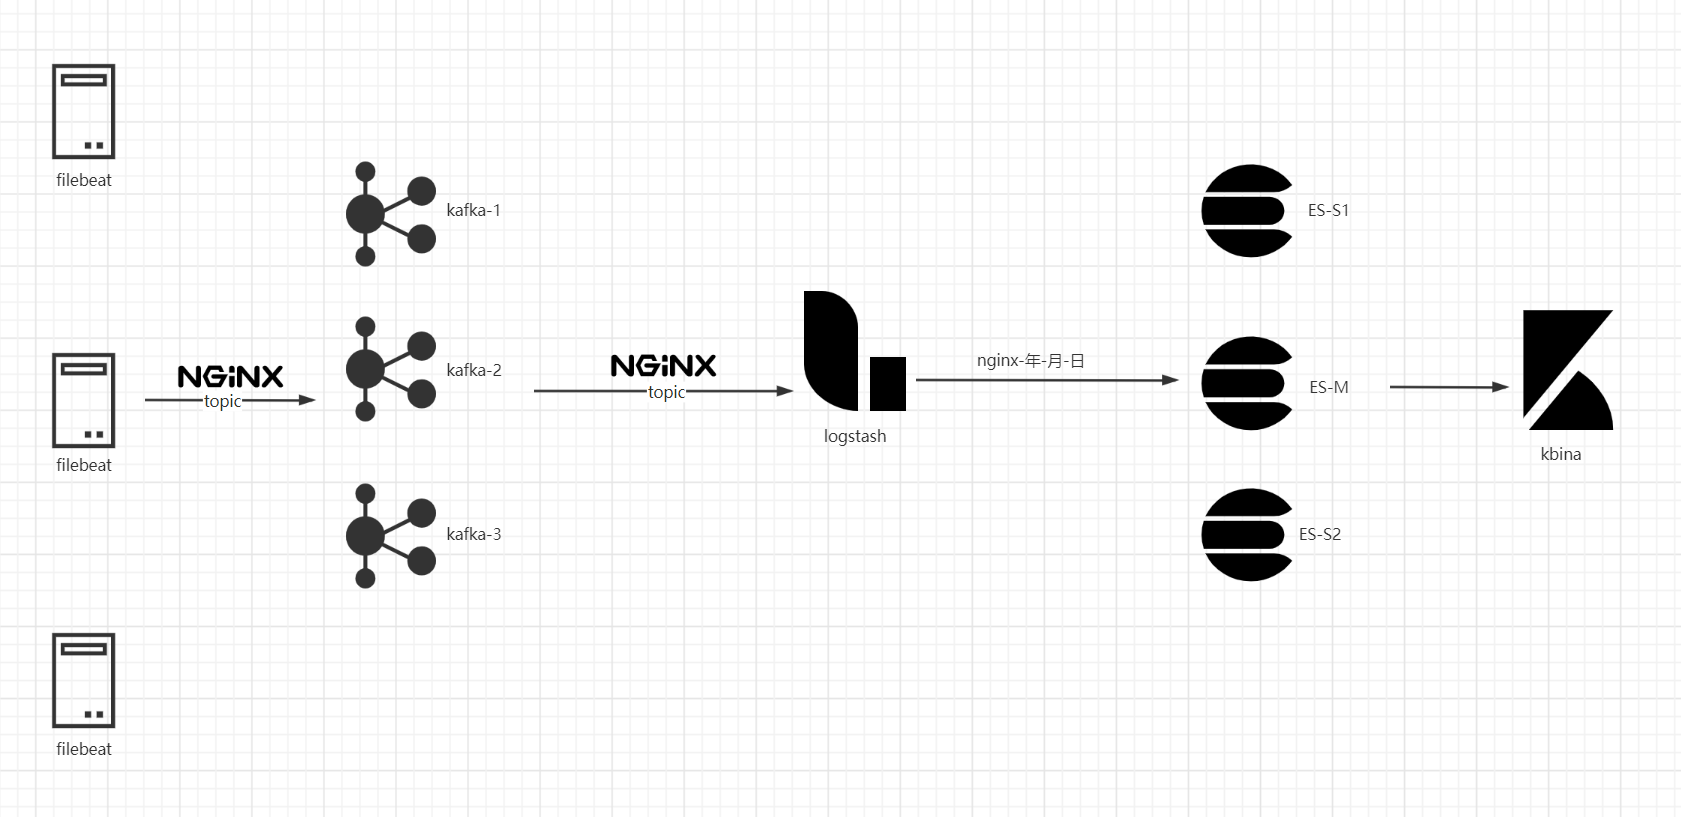 filebeat
kafka-1
ES-S1
NGiNX
topic
kafka-2
NGiNX
topic
logstash
nginx-年-月-日
ES-M
kbina
filebeat
kafka-3
ES-S2
filebeat